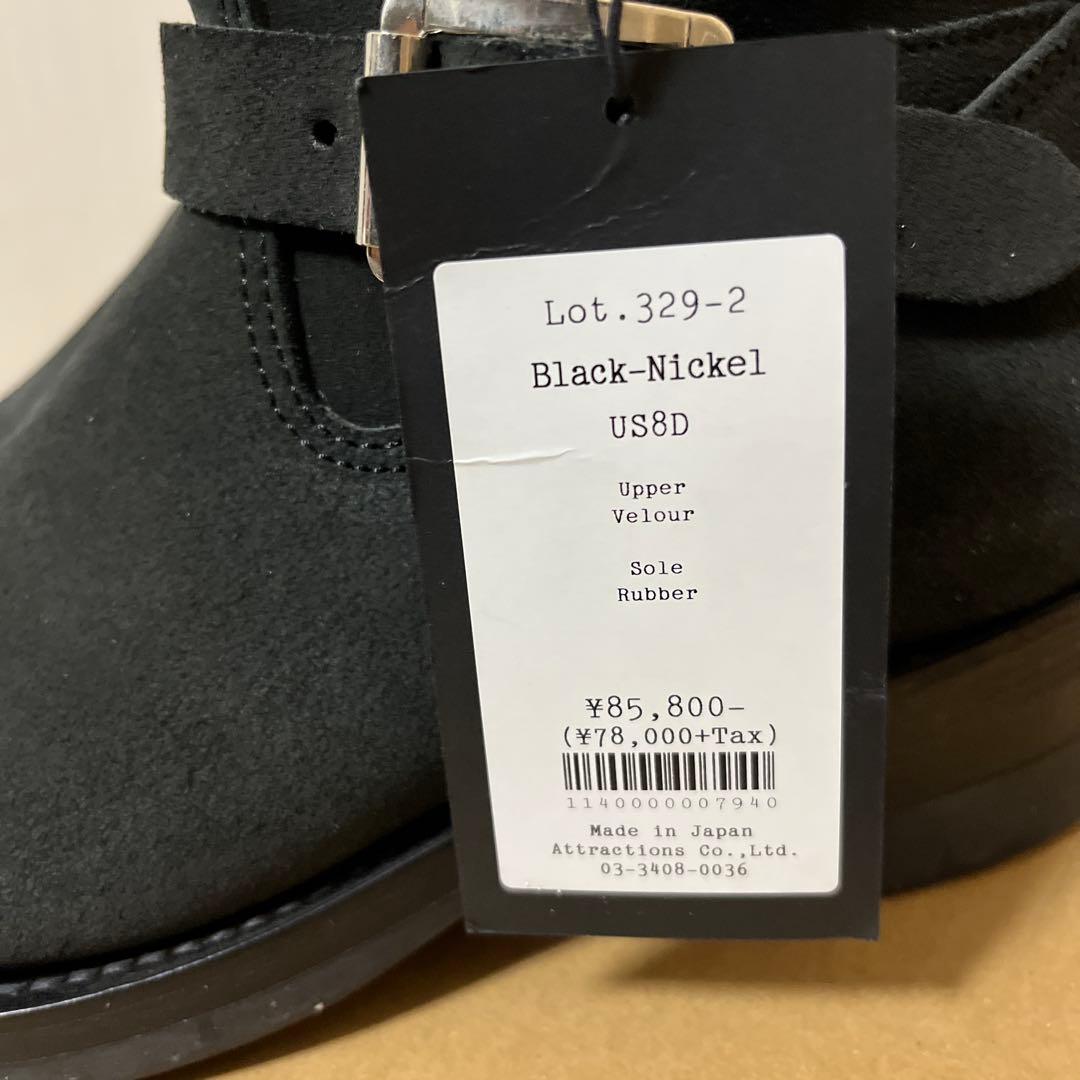 Lot.329-2
Black-Nickel
US8D
Upper
Velour
Sole
Rubber
¥85,800-
(¥78,000+Tax)
1140000007940
Made in Japan
Attractions Co.,Ltd.
03-3408-0036